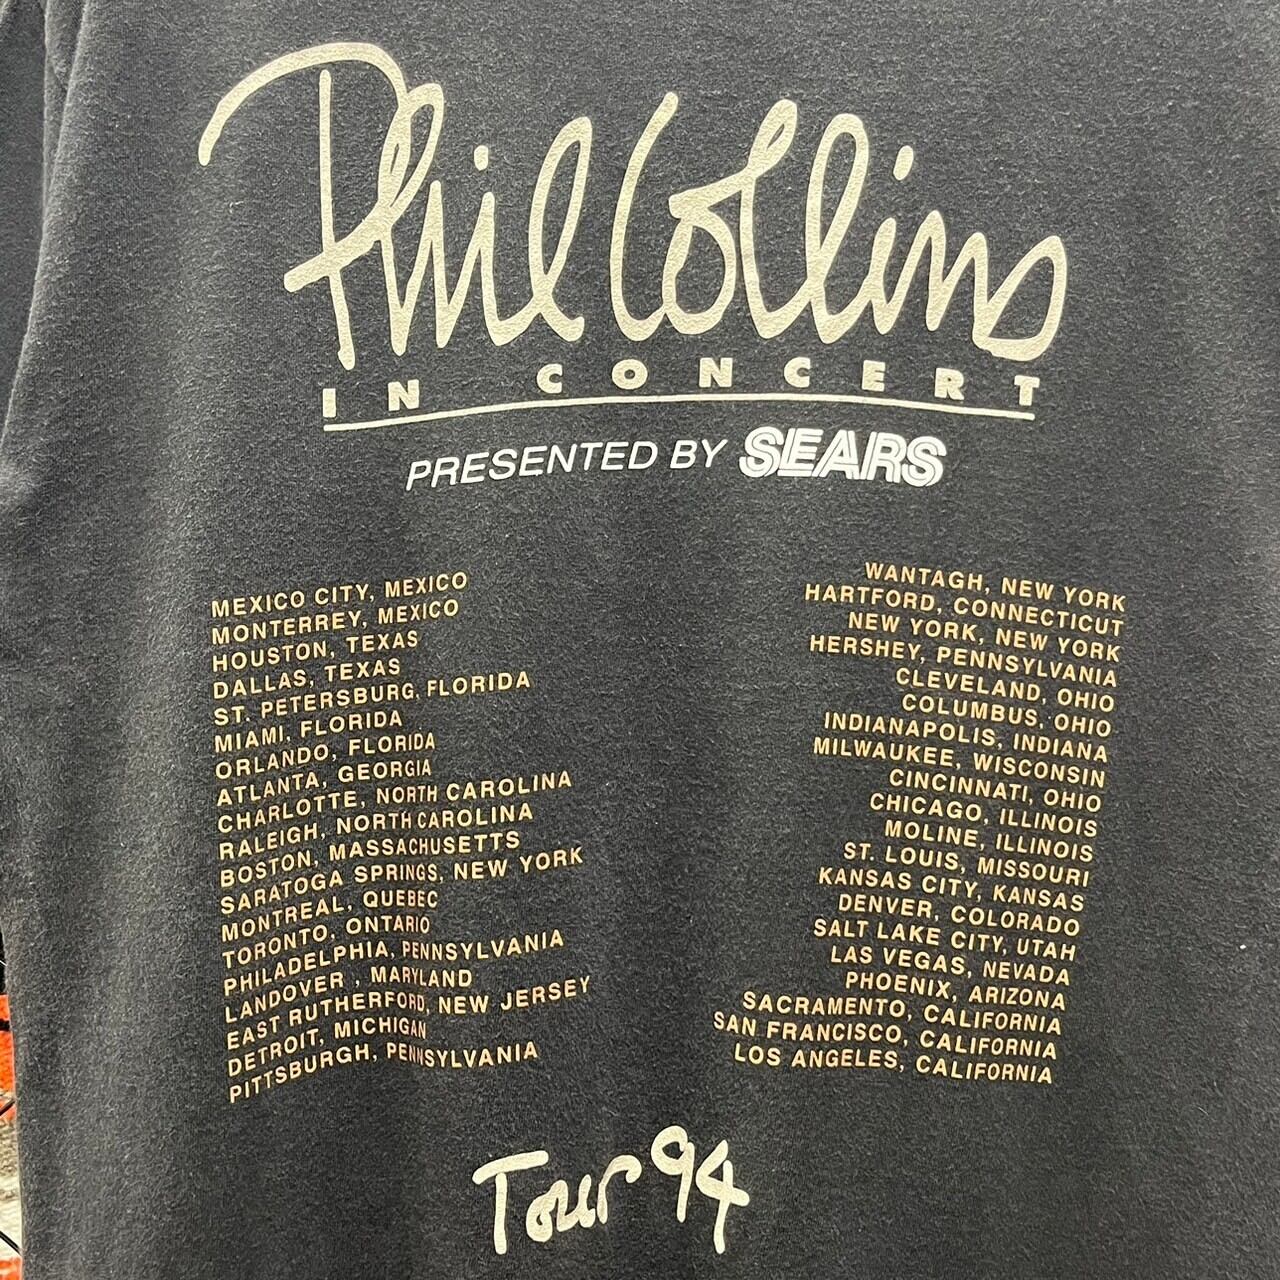 Phil Collins
IN CONCERT
PRESENTED BY SEARS
MEXICO CITY, MEXICO
MONTERREY, MEXICO
HOUSTON, TEXAS
DALLAS, TEXAS
ST. PETERSBURG, FLORIDA
MIAMI, FLORIDA
ORLANDO, FLORIDA
ATLANTA, GEORGIA
CHARLOTTE, NORTH CAROLINA
RALEIGH, NORTH CAROLINA
BOSTON, MASSACHUSETTS
SARATOGA SPRINGS, NEW YORK
MONTREAL, QUEBEC
TORONTO, ONTARIO
PHILADELPHIA, PENNSYLVANIA
LANDOVER , MARYLAND
EAST RUTHERFORD, NEW JERSEY
DETROIT, MICHIGAN
PITTSBURGH, PENNSYLVANIA
WANTAGH, NEW YORK
HARTFORD, CONNECTICUT
NEW YORK, NEW YORK
HERSHEY, PENNSYLVANIA
CLEVELAND, OHIO
COLUMBUS, OHIO
INDIANAPOLIS, INDIANA
MILWAUKEE, WISCONSIN
CINCINNATI, OHIO
CHICAGO, ILLINOIS
MOLINE, ILLINOIS
ST. LOUIS, MISSOURI
KANSAS CITY, KANSAS
DENVER, COLORADO
SALT LAKE CITY, UTAH
LAS VEGAS, NEVADA
PHOENIX, ARIZONA
SACRAMENTO, CALIFORNIA
SAN FRANCISCO, CALIFORNIA
LOS ANGELES, CALIFORNIA
Tour 94